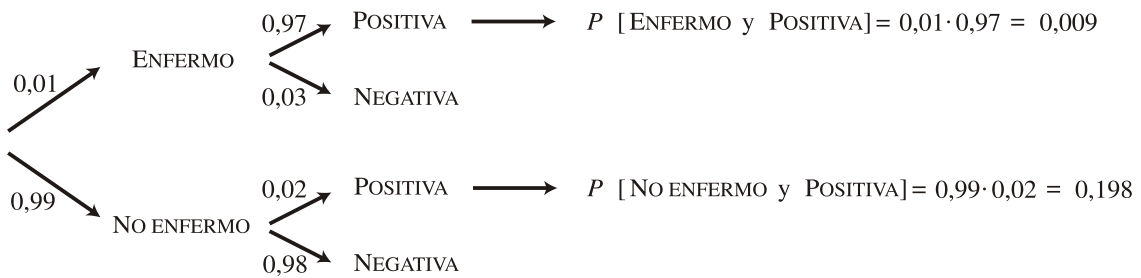 0,97 POSITIVA P [ENFERMO y POSITIVA] = 0,01·0,97 = 0,009
ENFERMO
0,01
0,03 NEGATIVA
0,99
0,02 POSITIVA P [NO ENFERMO y POSITIVA] = 0,99·0,02 = 0,198
NO ENFERMO
0,98 NEGATIVA